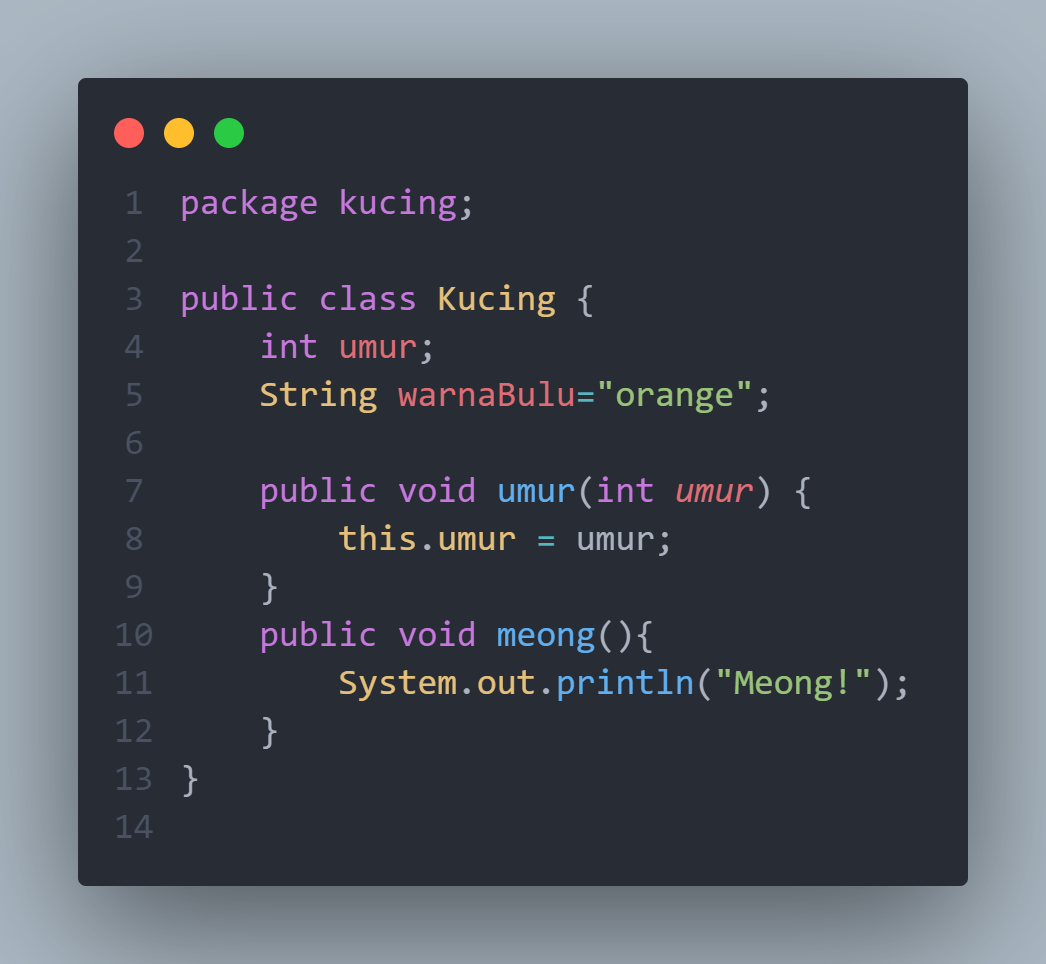 1 package kucing;
2
3 public class Kucing {
4     int umur;
5     String warnaBulu="orange";
6
7     public void umur(int umur) {
8         this.umur = umur;
9     }
10     public void meong(){
11         System.out.println("Meong!");
12     }
13 }
14